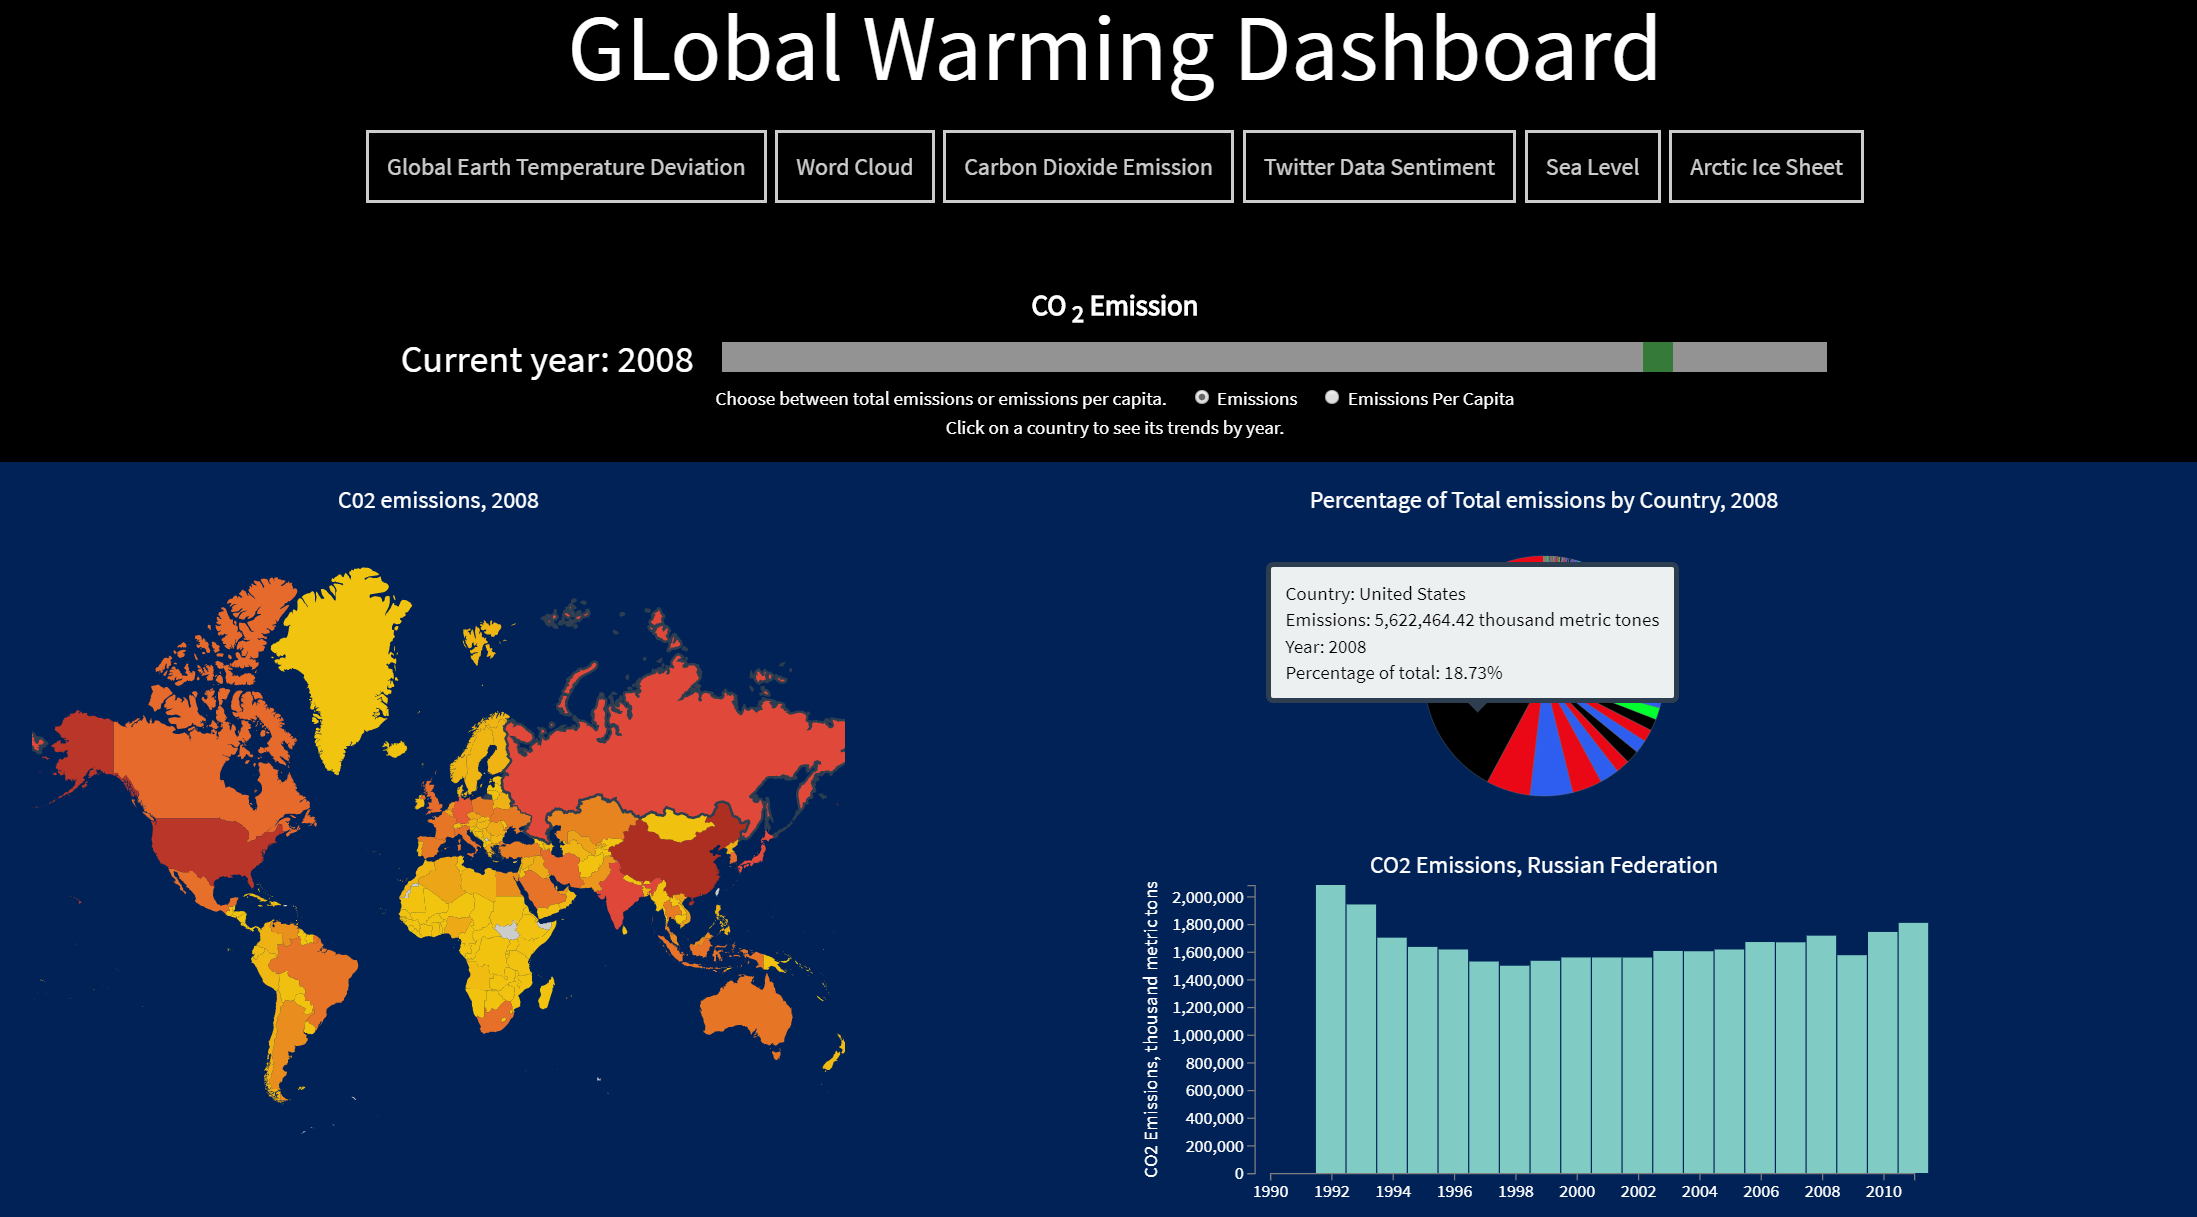 GLobal Warming Dashboard
Global Earth Temperature Deviation
Word Cloud
Carbon Dioxide Emission
Twitter Data Sentiment
Sea Level
Arctic Ice Sheet
CO 2 Emission
Current year: 2008
Choose between total emissions or emissions per capita. Emissions Emissions Per Capita
Click on a country to see its trends by year.
C02 emissions, 2008
Percentage of Total emissions by Country, 2008
Country: United States
Emissions: 5,622,464.42 thousand metric tones
Year: 2008
Percentage of total: 18.73%
CO2 Emissions, Russian Federation
CO2 Emissions, thousand metric tons
2,000,000
1,800,000
1,600,000
1,400,000
1,200,000
1,000,000
800,000
600,000
400,000
200,000
0
1990 1992 1994 1996 1998 2000 2002 2004 2006 2008 2010